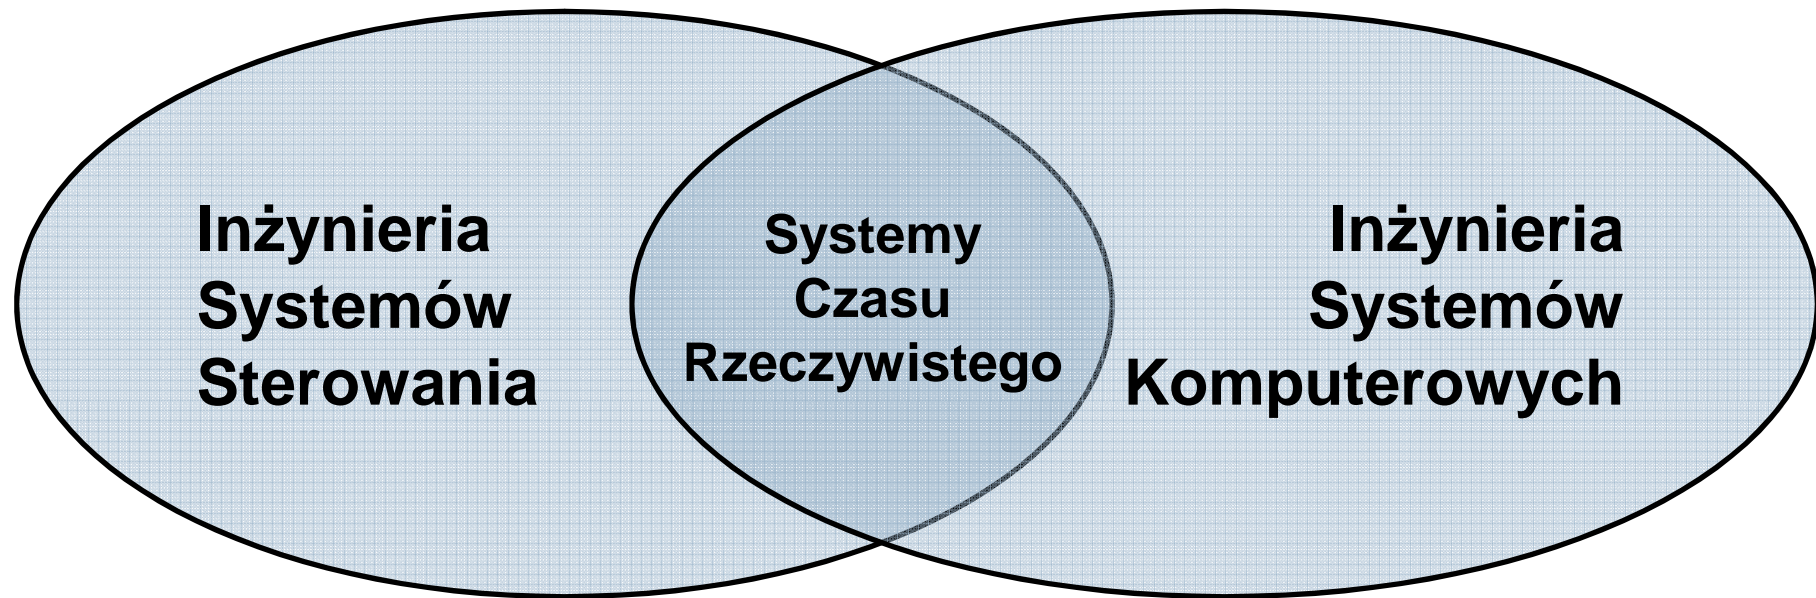 Inżynieria
Systemów
Sterowania
Systemy
Czasu
Rzeczywistego
Inżynieria
Systemów
Komputerowych